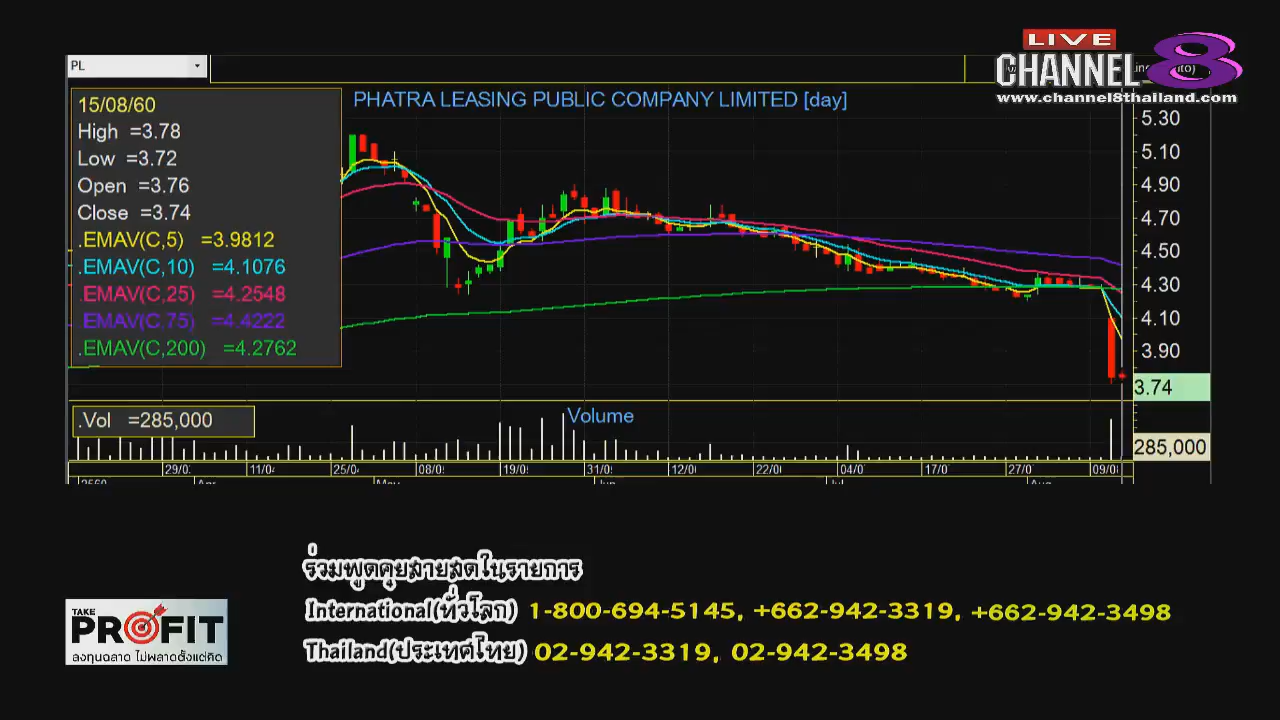 PL
LIVE
CHANNEL 8
www.channel8thailand.com
PHATRA LEASING PUBLIC COMPANY LIMITED [day]
15/08/60
High =3.78
Low =3.72
Open =3.76
Close =3.74
.EMAV(C,5) =3.9812
.EMAV(C,10) =4.1076
.EMAV(C,25) =4.2548
.EMAV(C,75) =4.4222
.EMAV(C,200) =4.2762
5.30
5.10
4.90
4.70
4.50
4.30
4.10
3.90
3.74
.Vol =285,000
Volume
285,000
29/0 11/0 25/0 08/0 19/0 31/0 12/0 22/0 04/0 17/0 27/0 09/0
2560 Apr May Jun Jul Aug
ร่วมพูดคุยสายสดในรายการ
International(ทั่วโลก) 1-800-694-5145, +662-942-3319, +662-942-3498
Thailand(ประเทศไทย) 02-942-3319, 02-942-3498
TAKE
PROFIT
ลงทุนฉลาด ไม่พลาดตั้งแต่คิด